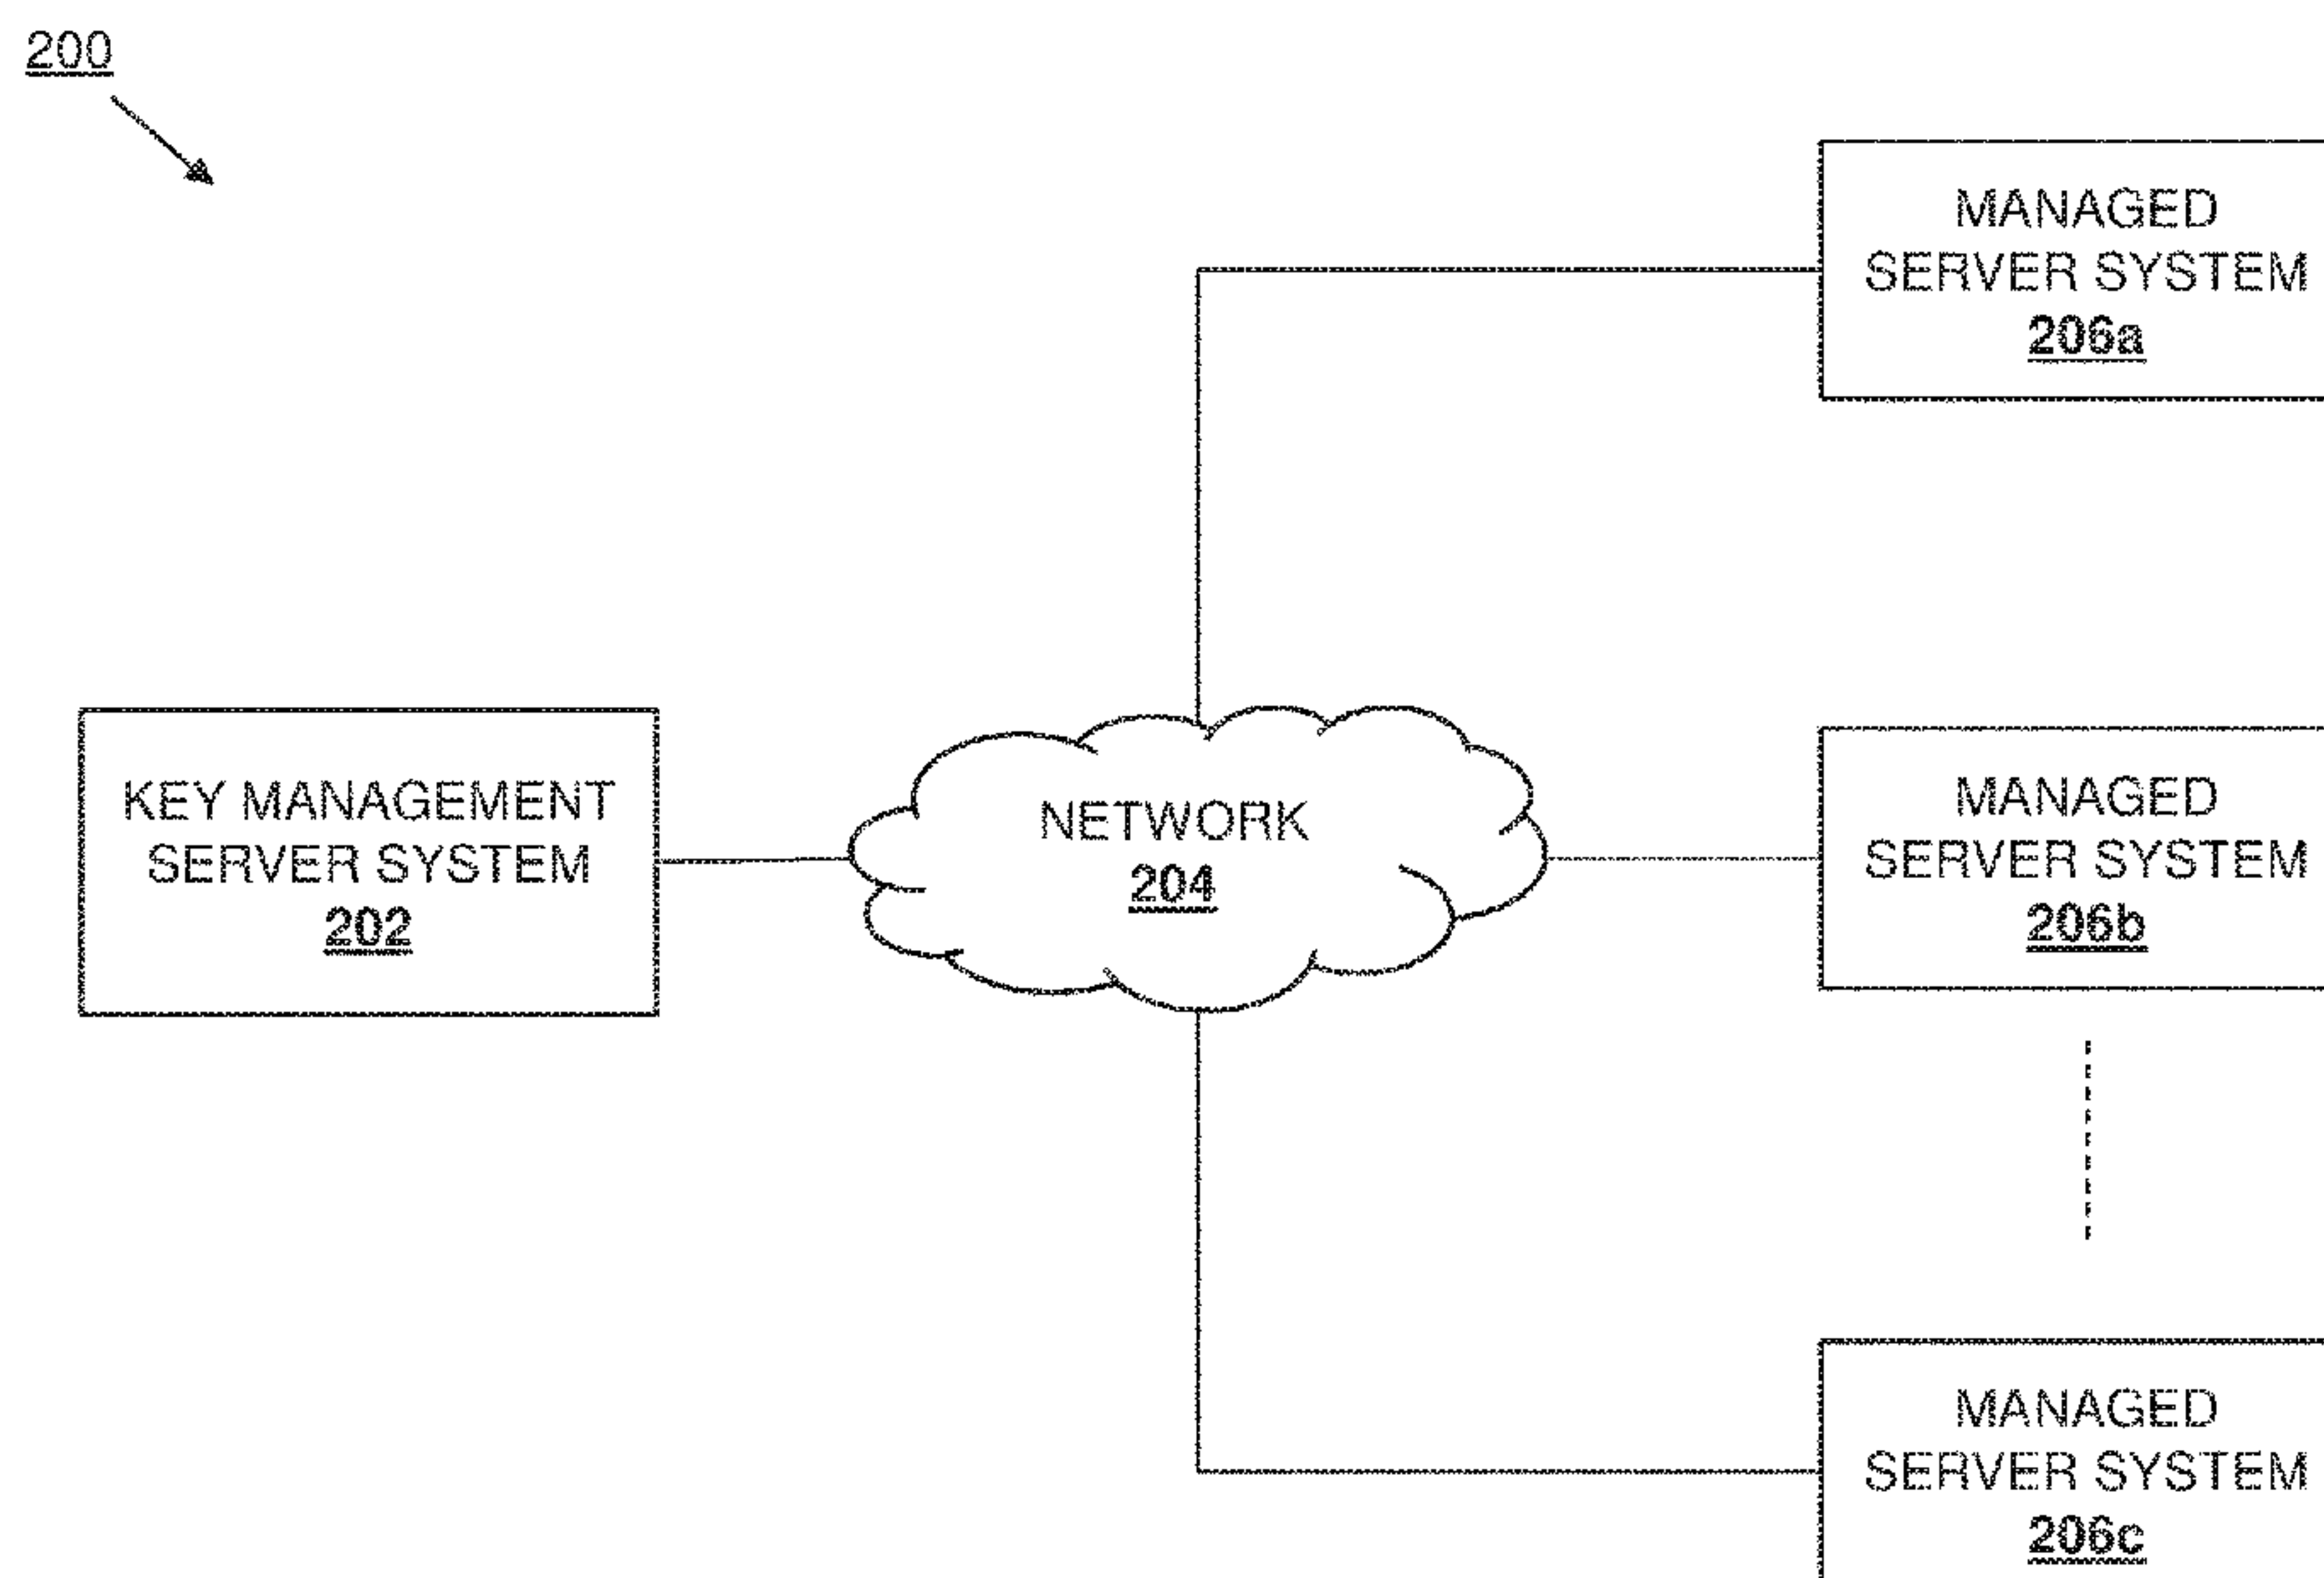 200
MANAGED
SERVER SYSTEM
206a
KEY MANAGEMENT
SERVER SYSTEM
202
NETWORK
204
MANAGED
SERVER SYSTEM
206b
MANAGED
SERVER SYSTEM
206c